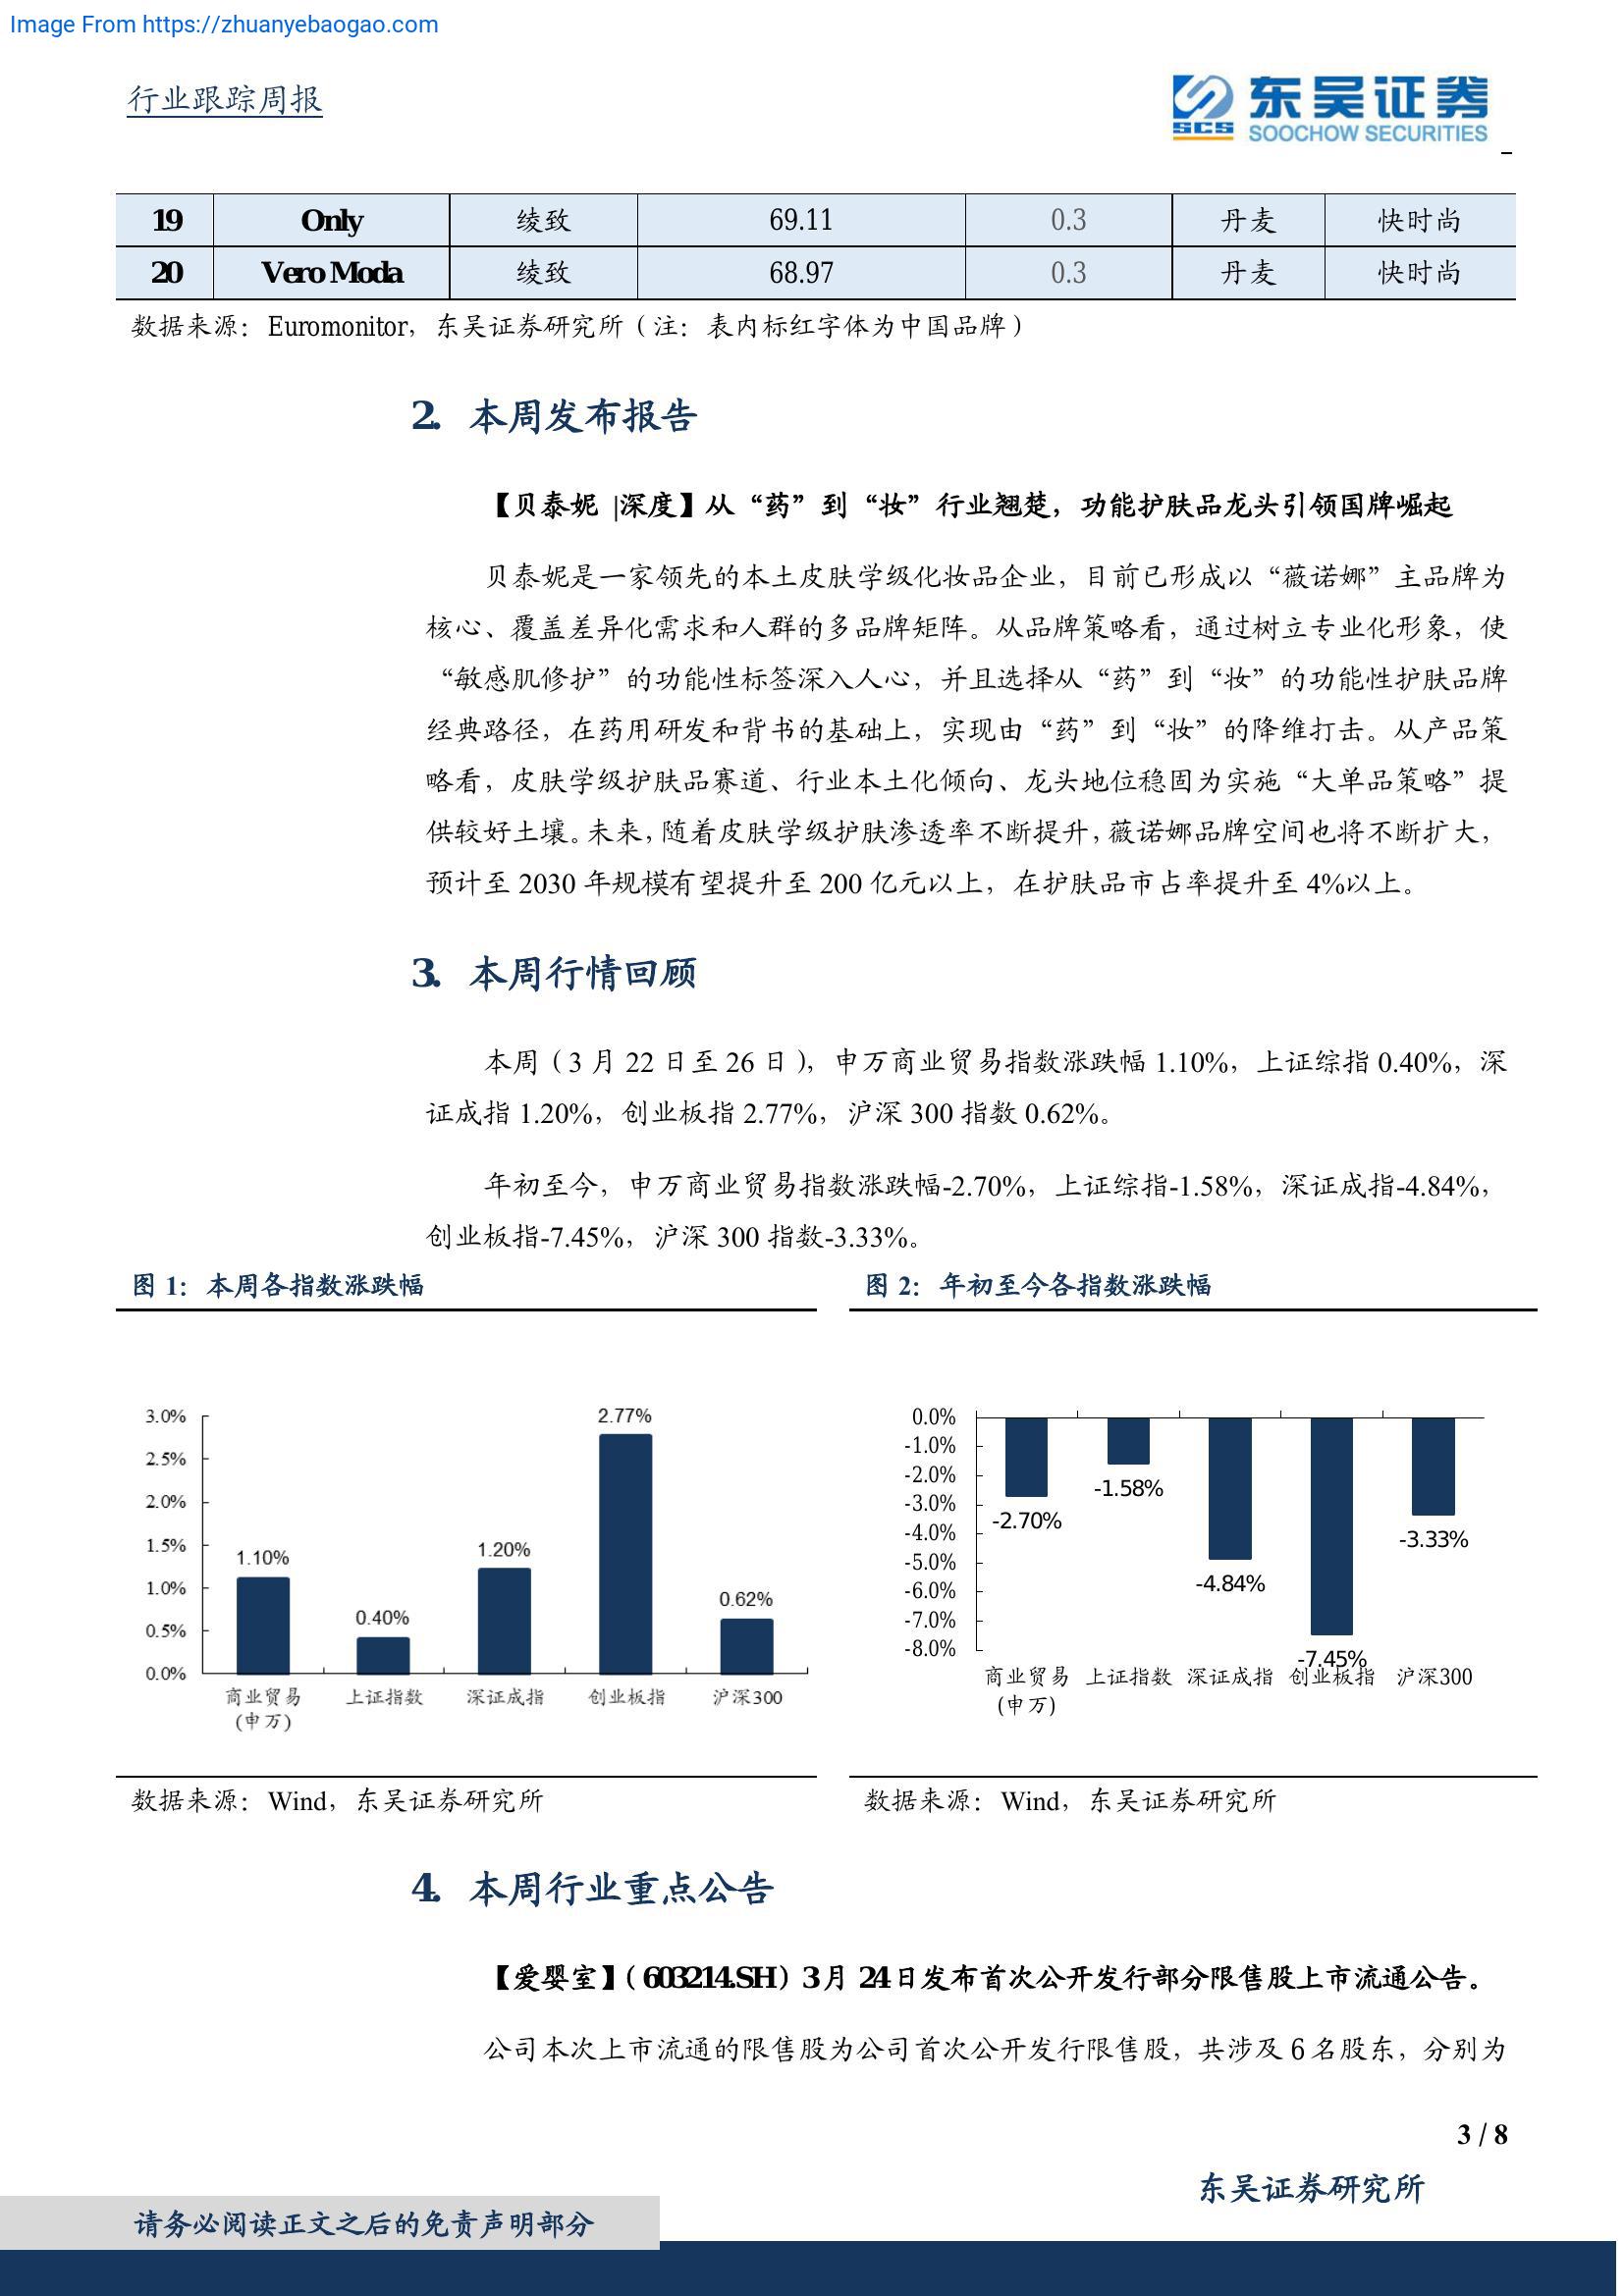 Image From https://zhuanyebaogao.com
行业跟踪周报
东吴证券
SCS
SOOCHOW SECURITIES
19 Only 绫致 69.11 0.3 丹麦 快时尚
20 Vero Moda 绫致 68.97 0.3 丹麦 快时尚
数据来源：Euromonitor，东吴证券研究所（注：表内标红字体为中国品牌）
2. 本周发布报告
【贝泰妮 |深度】从“药”到“妆”行业翘楚，功能护肤品龙头引领国牌崛起
贝泰妮是一家领先的本土皮肤学级化妆品企业，目前已形成以“薇诺娜”主品牌为
核心、覆盖差异化需求和人群的多品牌矩阵。从品牌策略看，通过树立专业化形象，使
“敏感肌修护”的功能性标签深入人心，并且选择从“药”到“妆”的功能性护肤品牌
经典路径，在药用研发和背书的基础上，实现由“药”到“妆”的降维打击。从产品策
略看，皮肤学级护肤品赛道、行业本土化倾向、龙头地位稳固为实施“大单品策略”提
供较好土壤。未来，随着皮肤学级护肤渗透率不断提升，薇诺娜品牌空间也将不断扩大，
预计至 2030 年规模有望提升至 200 亿元以上，在护肤品市占率提升至 4%以上。
3. 本周行情回顾
本周（3 月 22 日至 26 日），申万商业贸易指数涨跌幅 1.10%，上证综指 0.40%，深
证成指 1.20%，创业板指 2.77%，沪深 300 指数 0.62%。
年初至今，申万商业贸易指数涨跌幅-2.70%，上证综指-1.58%，深证成指-4.84%，
创业板指-7.45%，沪深 300 指数-3.33%。
图 1：本周各指数涨跌幅
3.0%
2.5%
2.0%
1.5%
1.0%
0.5%
0.0%
1.10%
0.40%
1.20%
2.77%
0.62%
商业贸易 上证指数 深证成指 创业板指 沪深300
(申万)
数据来源：Wind，东吴证券研究所
图 2：年初至今各指数涨跌幅
0.0%
-1.0%
-2.0%
-3.0%
-4.0%
-5.0%
-6.0%
-7.0%
-8.0%
-2.70%
-1.58%
-4.84%
-7.45%
-3.33%
商业贸易 上证指数 深证成指 创业板指 沪深300
(申万)
数据来源：Wind，东吴证券研究所
4. 本周行业重点公告
【爱婴室】（603214.SH）3 月 24 日发布首次公开发行部分限售股上市流通公告。
公司本次上市流通的限售股为公司首次公开发行限售股，共涉及 6 名股东，分别为
3 / 8
东吴证券研究所
请务必阅读正文之后的免责声明部分